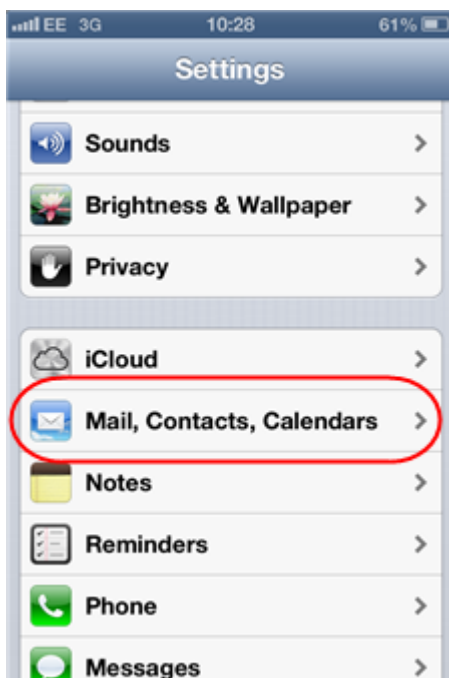 EE 3G 10:28 61%
Settings
Sounds
Brightness & Wallpaper
Privacy
iCloud
Mail, Contacts, Calendars
Notes
Reminders
Phone
Messages